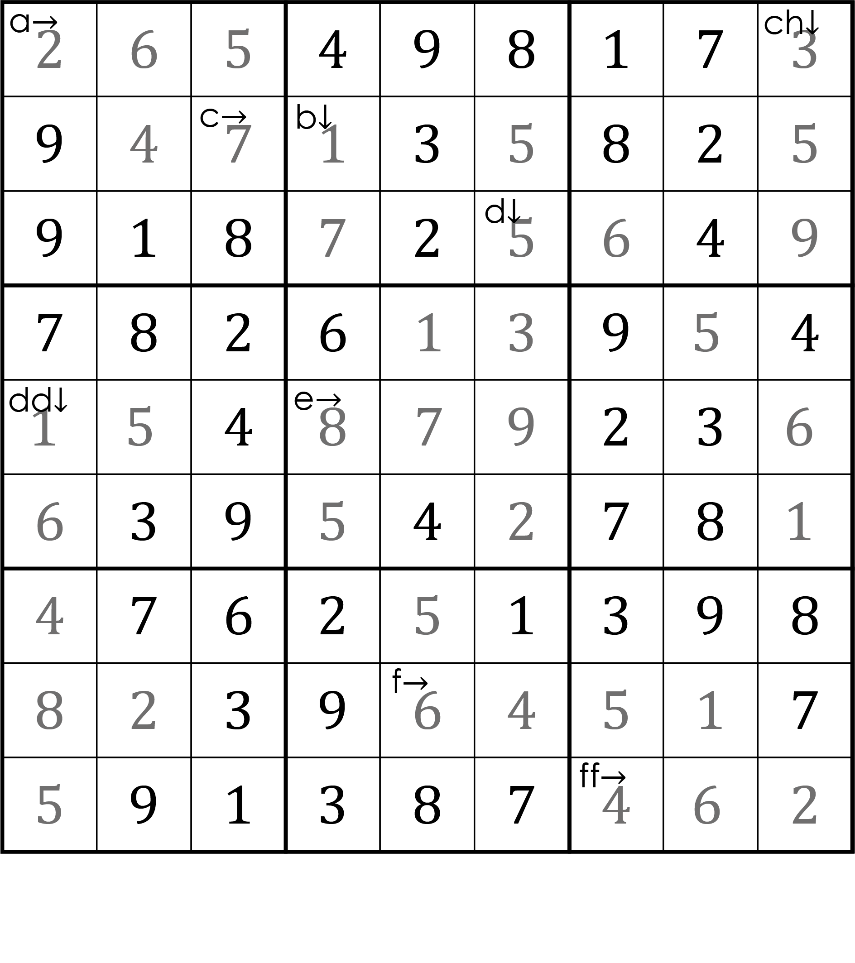 a→ ch↓
2 6 5 4 9 8 1 7 3
c→ b↓
9 4 7 1 3 5 8 2 5
d↓
9 1 8 7 2 5 6 4 9
7 8 2 6 1 3 9 5 4
dd↓ e→
1 5 4 8 7 9 2 3 6
6 3 9 5 4 2 7 8 1
4 7 6 2 5 1 3 9 8
f→
8 2 3 9 6 4 5 1 7
ff→
5 9 1 3 8 7 4 6 2